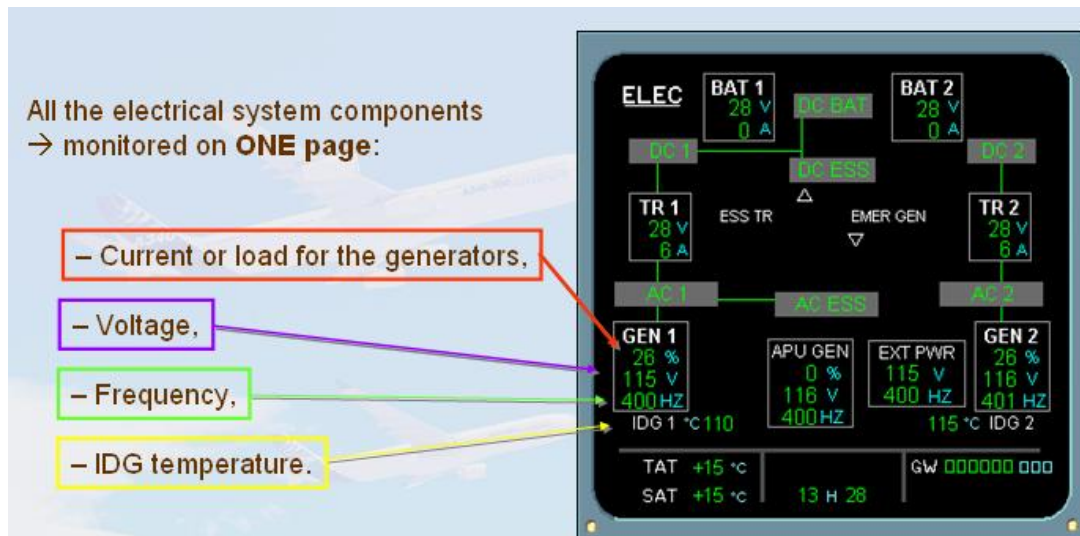 All the electrical system components
→ monitored on ONE page:
– Current or load for the generators,
– Voltage,
– Frequency,
– IDG temperature.
ELEC
BAT 1
28 V
0 A
DC BAT
BAT 2
28 V
0 A
DC 1
DC ESS
DC 2
TR 1
28 V
6 A
ESS TR
EMER GEN
TR 2
28 V
6 A
AC 1
AC ESS
AC 2
GEN 1
26 %
115 V
400 HZ
APU GEN
0 %
116 V
400 HZ
EXT PWR
115 V
400 HZ
GEN 2
26 %
116 V
401 HZ
IDG 1 °C 110
115 °C IDG 2
TAT +15 °C
SAT +15 °C
13 H 28
GW